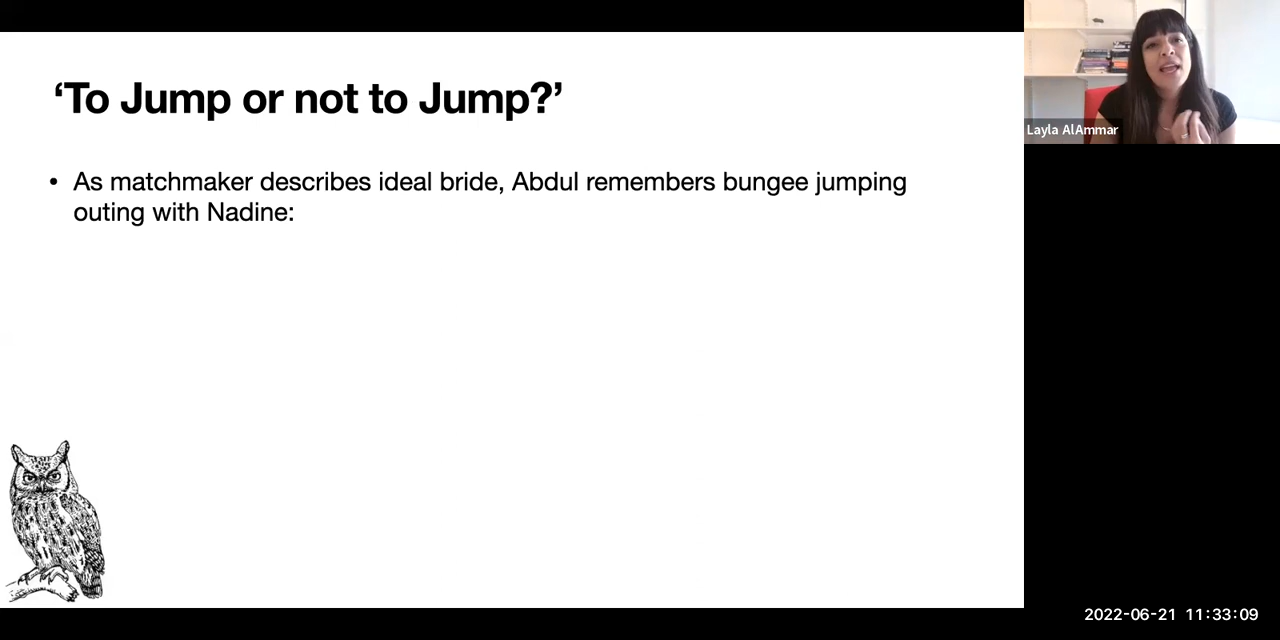 ‘To Jump or not to Jump?’
• As matchmaker describes ideal bride, Abdul remembers bungee jumping
outing with Nadine:
Layla AlAmmar
2022-06-21 11:33:09